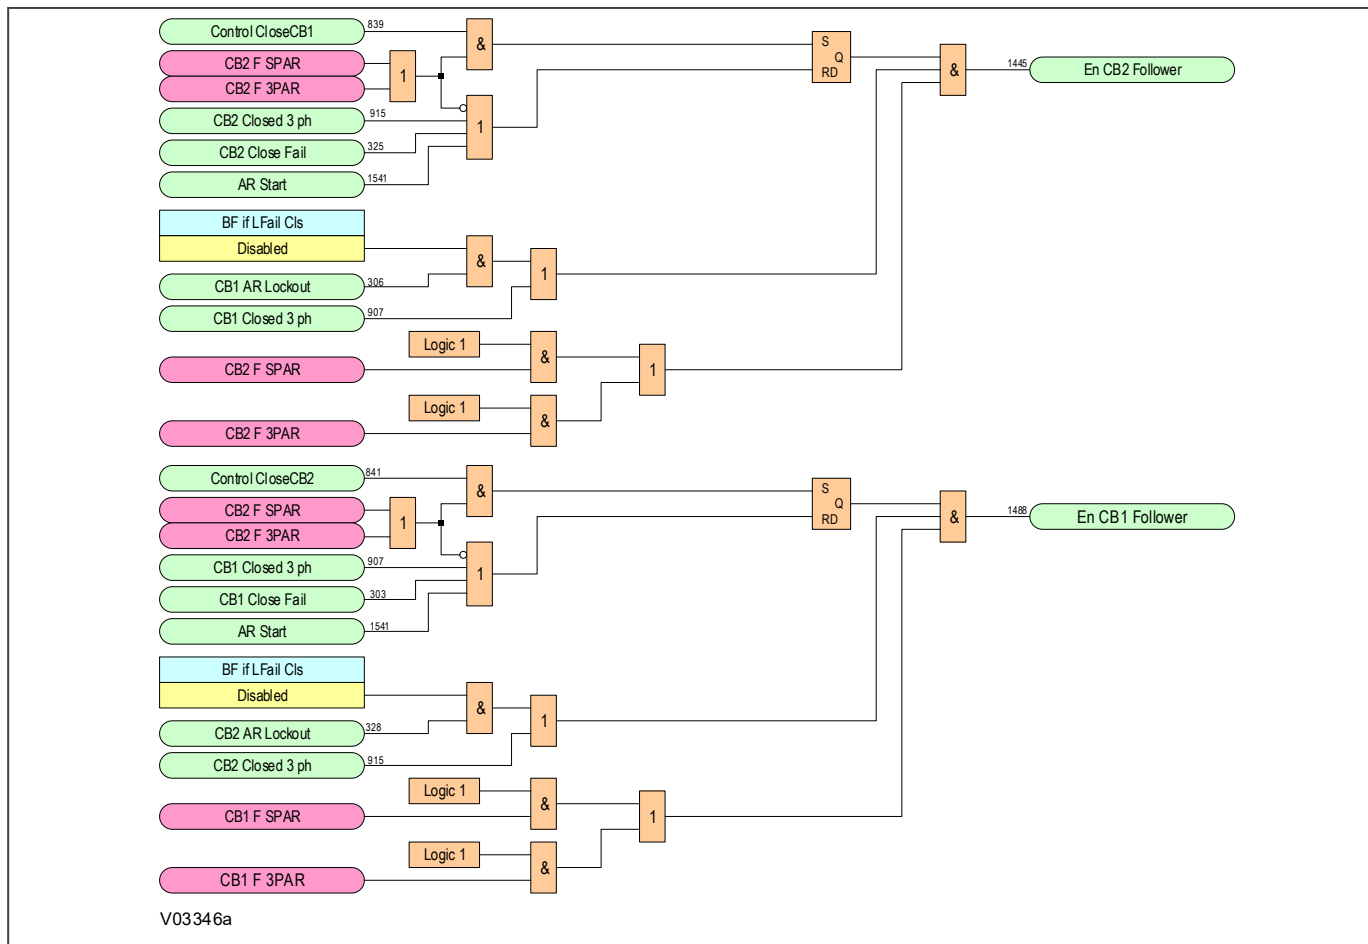 Control CloseCB1
839
&
S
Q
RD
CB2 F SPAR
1
CB2 F 3PAR
&
1445
En CB2 Follower
CB2 Closed 3 ph
915
1
CB2 Close Fail
325
AR Start
1541
BF if LFail Cls
Disabled
&
1
CB1 AR Lockout
306
CB1 Closed 3 ph
907
Logic 1
&
1
CB2 F SPAR
Logic 1
&
CB2 F 3PAR
Control CloseCB2
841
&
S
Q
RD
CB2 F SPAR
1
CB2 F 3PAR
&
1488
En CB1 Follower
CB1 Closed 3 ph
907
1
CB1 Close Fail
303
AR Start
1541
BF if LFail Cls
Disabled
&
1
CB2 AR Lockout
328
CB2 Closed 3 ph
915
Logic 1
&
1
CB1 F SPAR
Logic 1
&
CB1 F 3PAR
V03346a